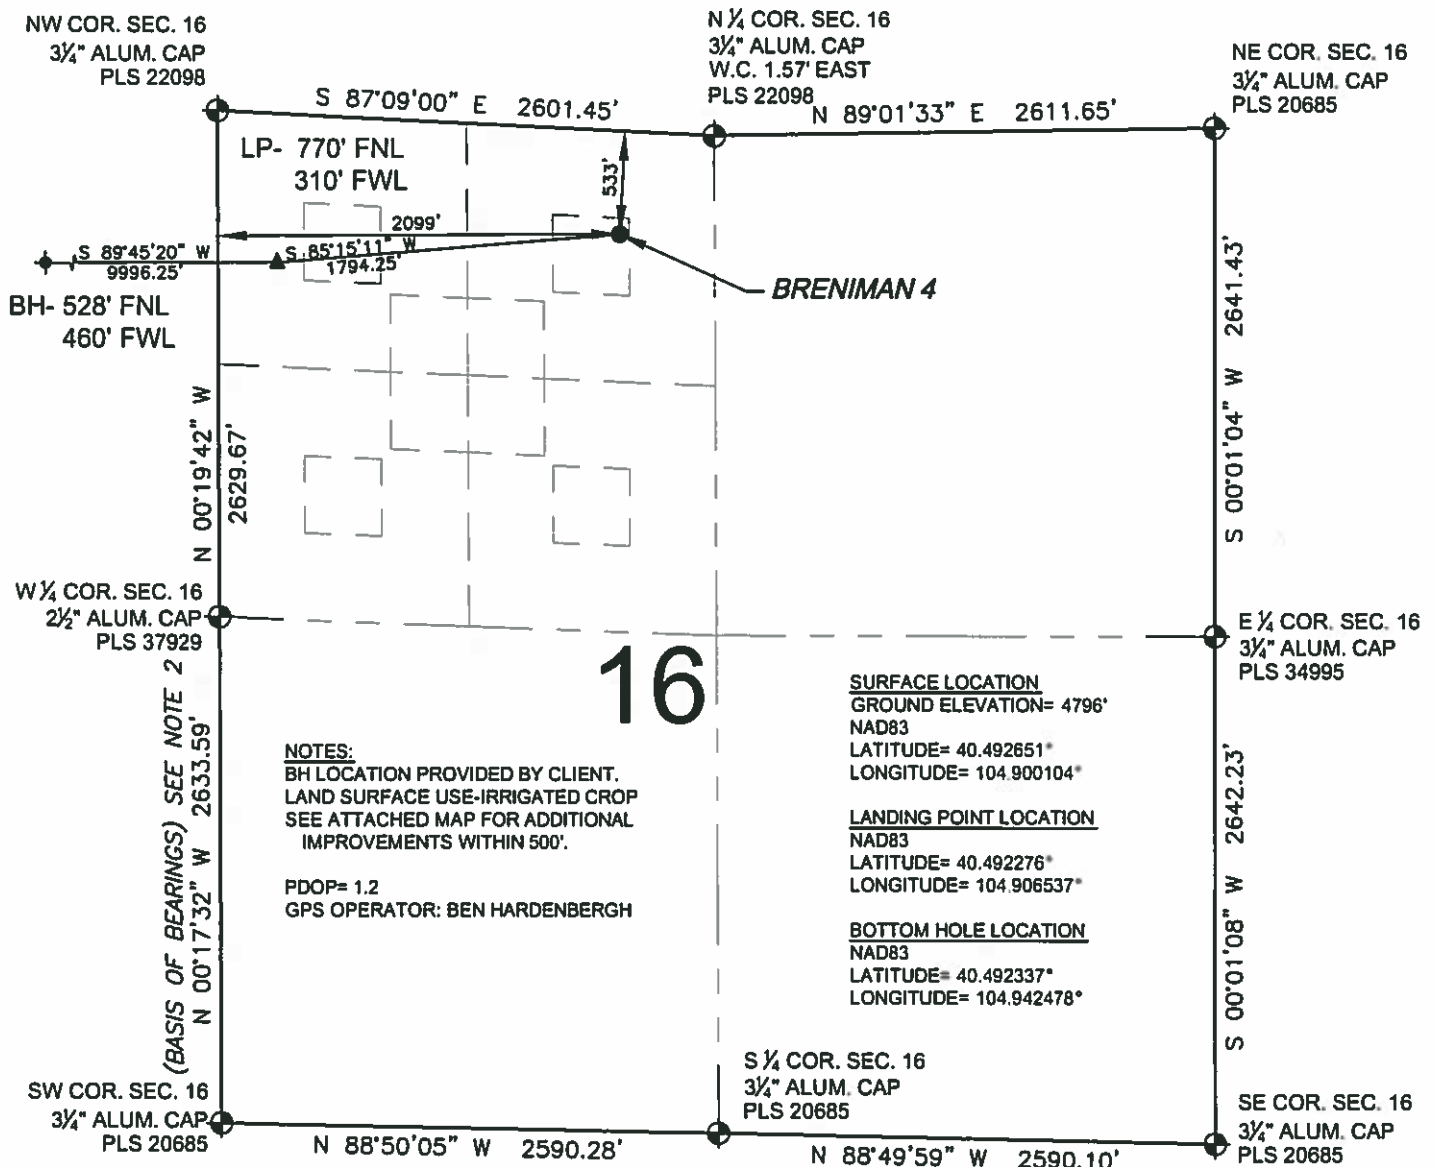 NW COR. SEC. 16
3¼" ALUM. CAP
PLS 22098
N ¼ COR. SEC. 16
3¼" ALUM. CAP
W.C. 1.57' EAST
PLS 22098
NE COR. SEC. 16
3¼" ALUM. CAP
PLS 20685
S 87°09'00" E 2601.45'
N 89°01'33" E 2611.65'
LP- 770' FNL
310' FWL
533'
2099'
S 89°45'20" W
9996.25'
S 85°15'11" W
1794.25'
BRENIMAN 4
BH- 528' FNL
460' FWL
N 00°19'42" W
2629.67'
S 00°01'04" W 2641.43'
W ¼ COR. SEC. 16
2½" ALUM. CAP
PLS 37929
E ¼ COR. SEC. 16
3¼" ALUM. CAP
PLS 34995
16
(BASIS OF BEARINGS) SEE NOTE 2
N 00°17'32" W 2633.59'
NOTES:
BH LOCATION PROVIDED BY CLIENT.
LAND SURFACE USE-IRRIGATED CROP
SEE ATTACHED MAP FOR ADDITIONAL
IMPROVEMENTS WITHIN 500'.
PDOP= 1.2
GPS OPERATOR: BEN HARDENBERGH
SURFACE LOCATION
GROUND ELEVATION= 4796'
NAD83
LATITUDE= 40.492651°
LONGITUDE= 104.900104°
LANDING POINT LOCATION
NAD83
LATITUDE= 40.492276°
LONGITUDE= 104.906537°
BOTTOM HOLE LOCATION
NAD83
LATITUDE= 40.492337°
LONGITUDE= 104.942478°
S 00°01'08" W 2642.23'
SW COR. SEC. 16
3¼" ALUM. CAP
PLS 20685
S ¼ COR. SEC. 16
3¼" ALUM. CAP
PLS 20685
SE COR. SEC. 16
3¼" ALUM. CAP
PLS 20685
N 88°50'05" W 2590.28'
N 88°49'59" W 2590.10'